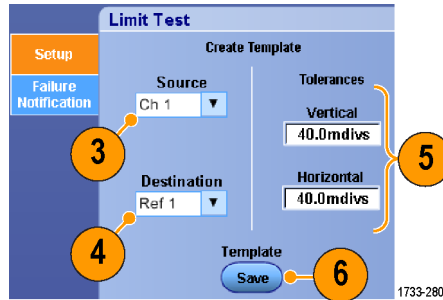 Limit Test
Setup
Failure
Notification
Create Template
Source
Ch 1
3
Destination
Ref 1
4
Tolerances
Vertical
40.0mdivs
Horizontal
40.0mdivs
5
Template
Save
6
1733-280